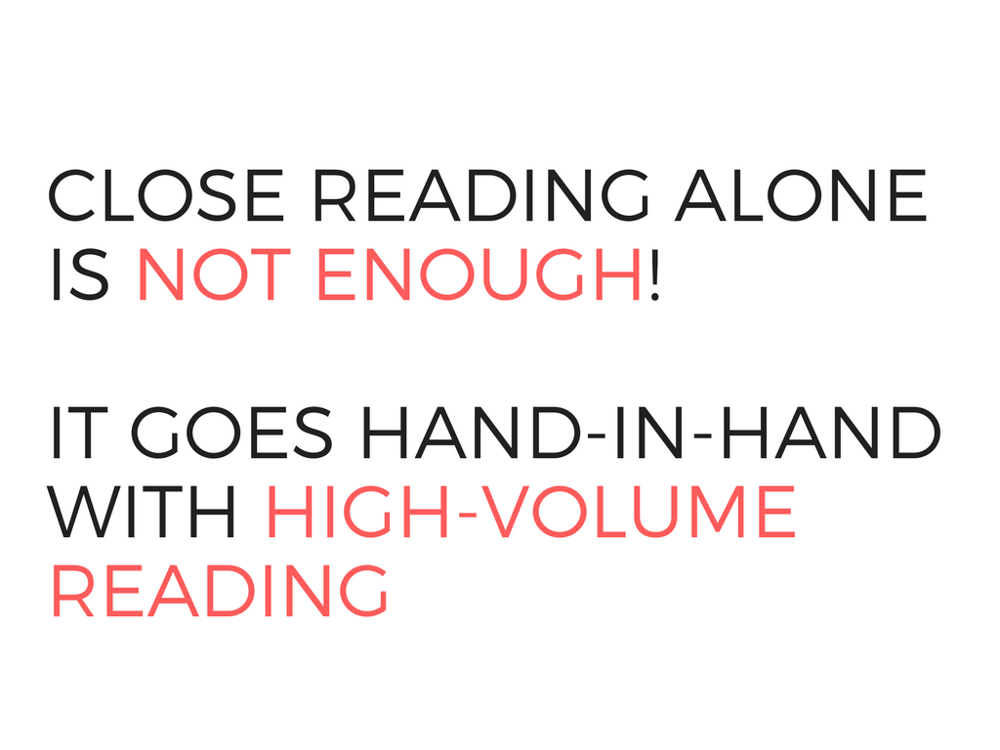 CLOSE READING ALONE
IS NOT ENOUGH!
IT GOES HAND-IN-HAND
WITH HIGH-VOLUME
READING